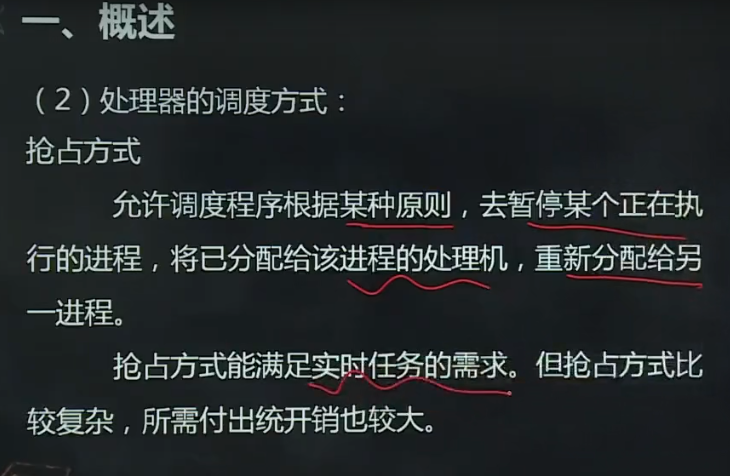 一、概述
（2）处理器的调度方式：
抢占方式
允许调度程序根据某种原则，去暂停某个正在执
行的进程，将已分配给该进程的处理机，重新分配给另
一进程。
抢占方式能满足实时任务的需求。但抢占方式比
较复杂，所需付出统开销也较大。